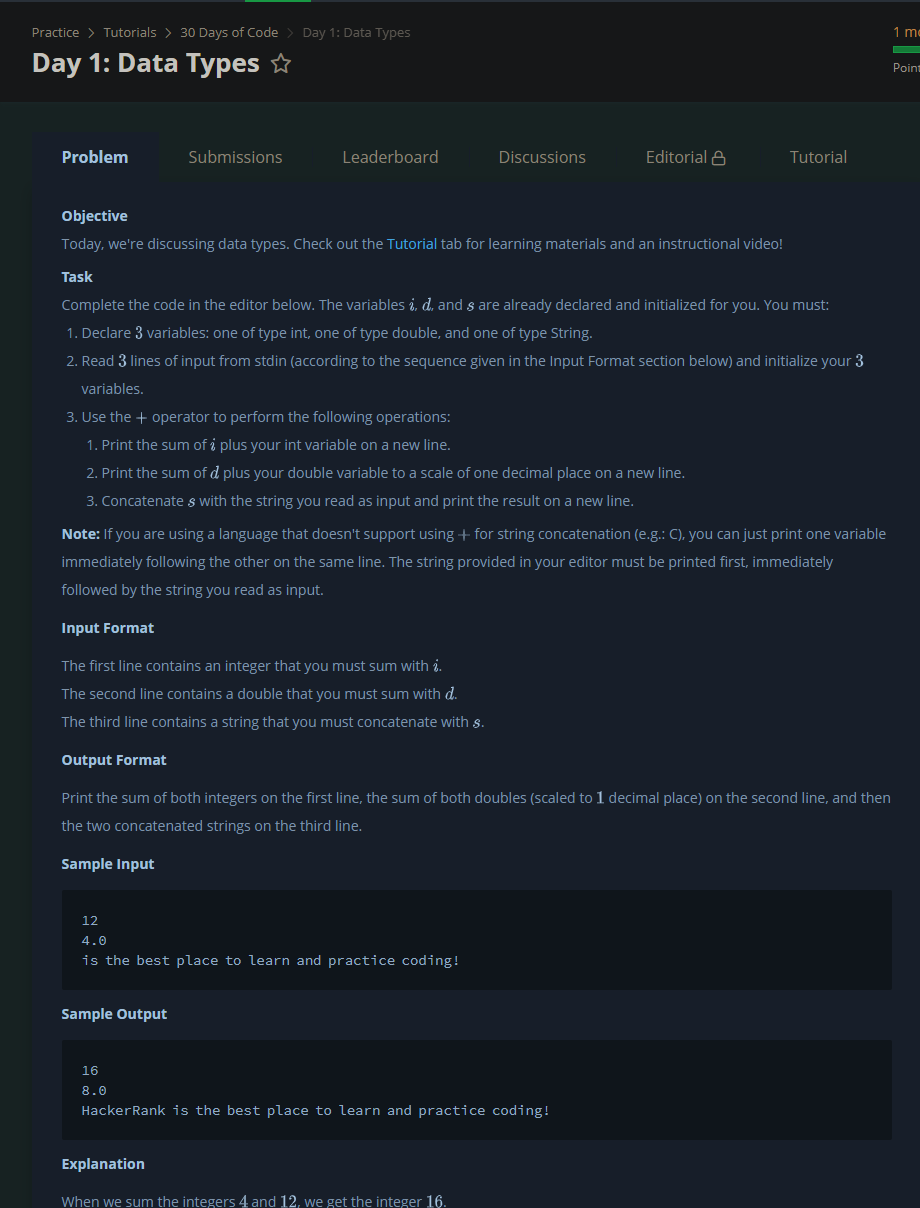 Practice > Tutorials > 30 Days of Code > Day 1: Data Types
1
Day 1: Data Types
Problem Submissions Leaderboard Discussions Editorial Tutorial
Objective
Today, we're discussing data types. Check out the Tutorial tab for learning materials and an instructional video!
Task
Complete the code in the editor below. The variables i, d, and s are already declared and initialized for you. You must:
1. Declare 3 variables: one of type int, one of type double, and one of type String.
2. Read 3 lines of input from stdin (according to the sequence given in the Input Format section below) and initialize your 3
variables.
3. Use the + operator to perform the following operations:
1. Print the sum of i plus your int variable on a new line.
2. Print the sum of d plus your double variable to a scale of one decimal place on a new line.
3. Concatenate s with the string you read as input and print the result on a new line.
Note: If you are using a language that doesn't support using + for string concatenation (e.g.: C), you can just print one variable
immediately following the other on the same line. The string provided in your editor must be printed first, immediately
followed by the string you read as input.
Input Format
The first line contains an integer that you must sum with i.
The second line contains a double that you must sum with d.
The third line contains a string that you must concatenate with s.
Output Format
Print the sum of both integers on the first line, the sum of both doubles (scaled to 1 decimal place) on the second line, and then
the two concatenated strings on the third line.
Sample Input
12
4.0
is the best place to learn and practice coding!
Sample Output
16
8.0
HackerRank is the best place to learn and practice coding!
Explanation
When we sum the integers 4 and 12, we get the integer 16.